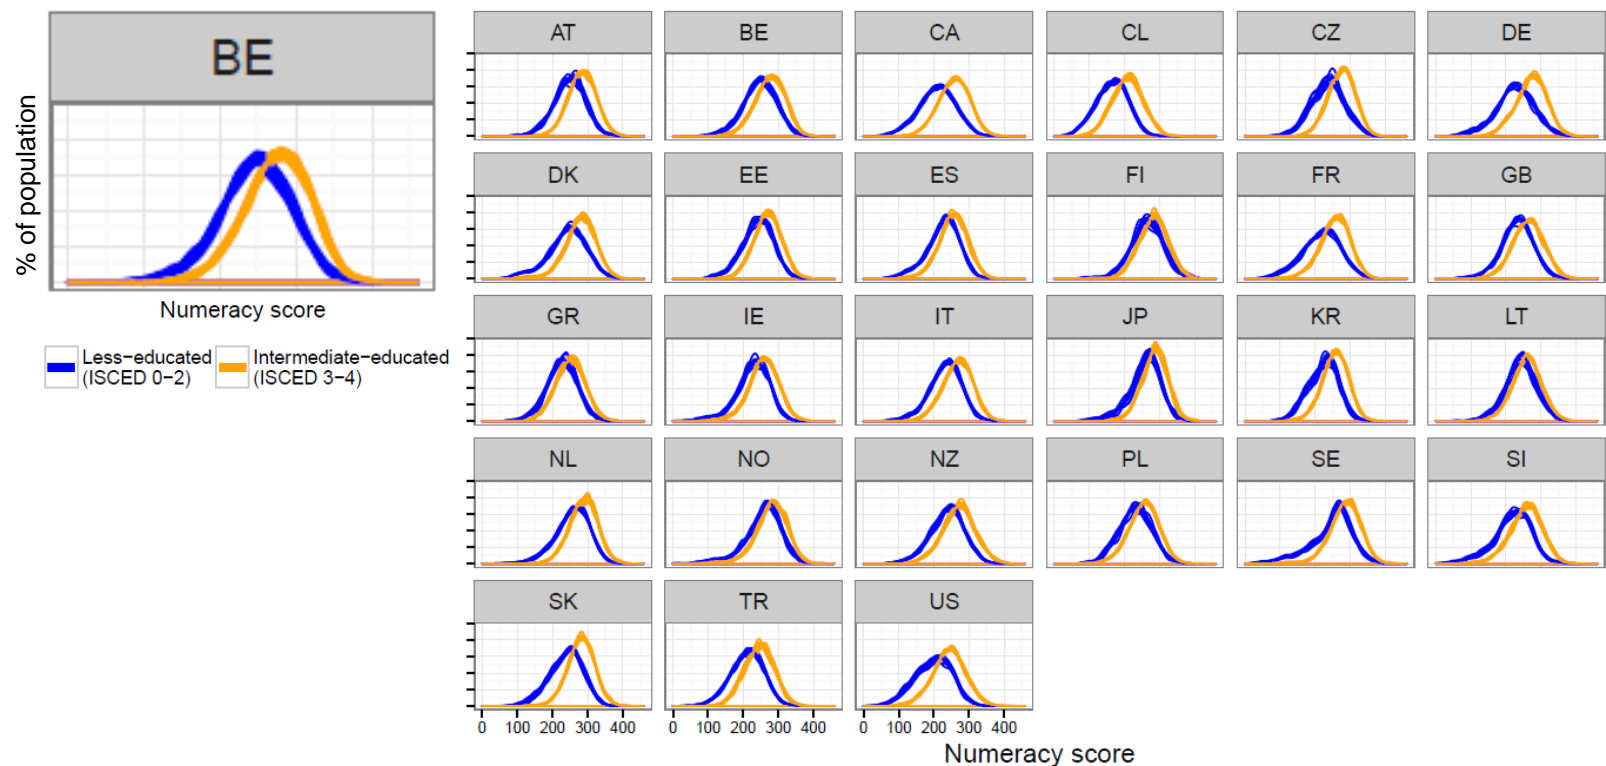 BE
% of population
Numeracy score
Less-educated
(ISCED 0-2)
Intermediate-educated
(ISCED 3-4)
AT BE CA CL CZ DE
DK EE ES FI FR GB
GR IE IT JP KR LT
NL NO NZ PL SE SI
SK TR US
0 100 200 300 400 0 100 200 300 400 0 100 200 300 400
Numeracy score